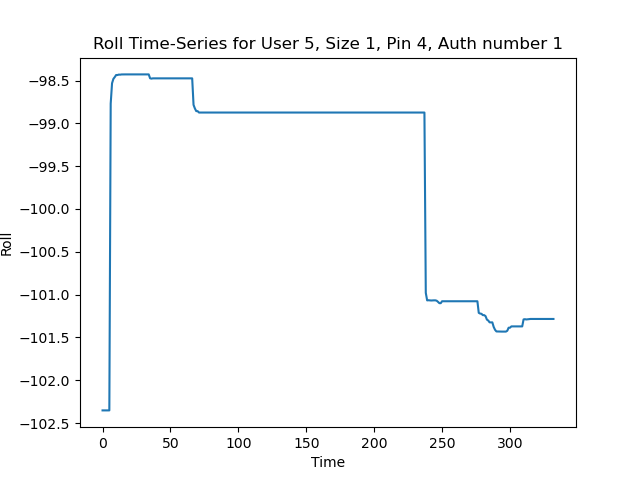 Roll Time-Series for User 5, Size 1, Pin 4, Auth number 1
−98.5
−99.0
−99.5
−100.0
−100.5
−101.0
−101.5
−102.0
−102.5
Roll
0 50 100 150 200 250 300
Time